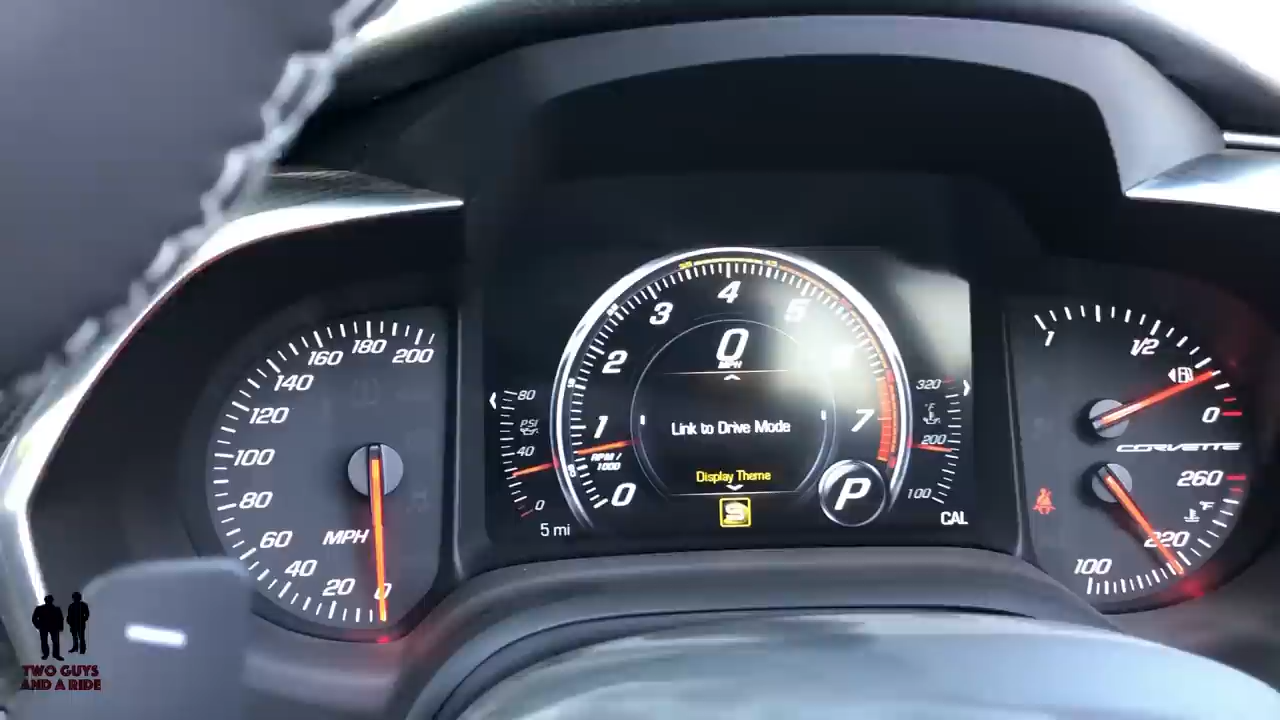 200
180
160
140
120
100
80
60
40
20
0
MPH
80
PSI
40
0
5 mi
0
1
2
3
4
5
7
RPM /
1000
0
MPH
Link to Drive Mode
Display Theme
P
320
°F
200
100
CAL
1
1/2
0
CORVETTE
260
°F
220
100
TWO GUYS
AND A RIDE